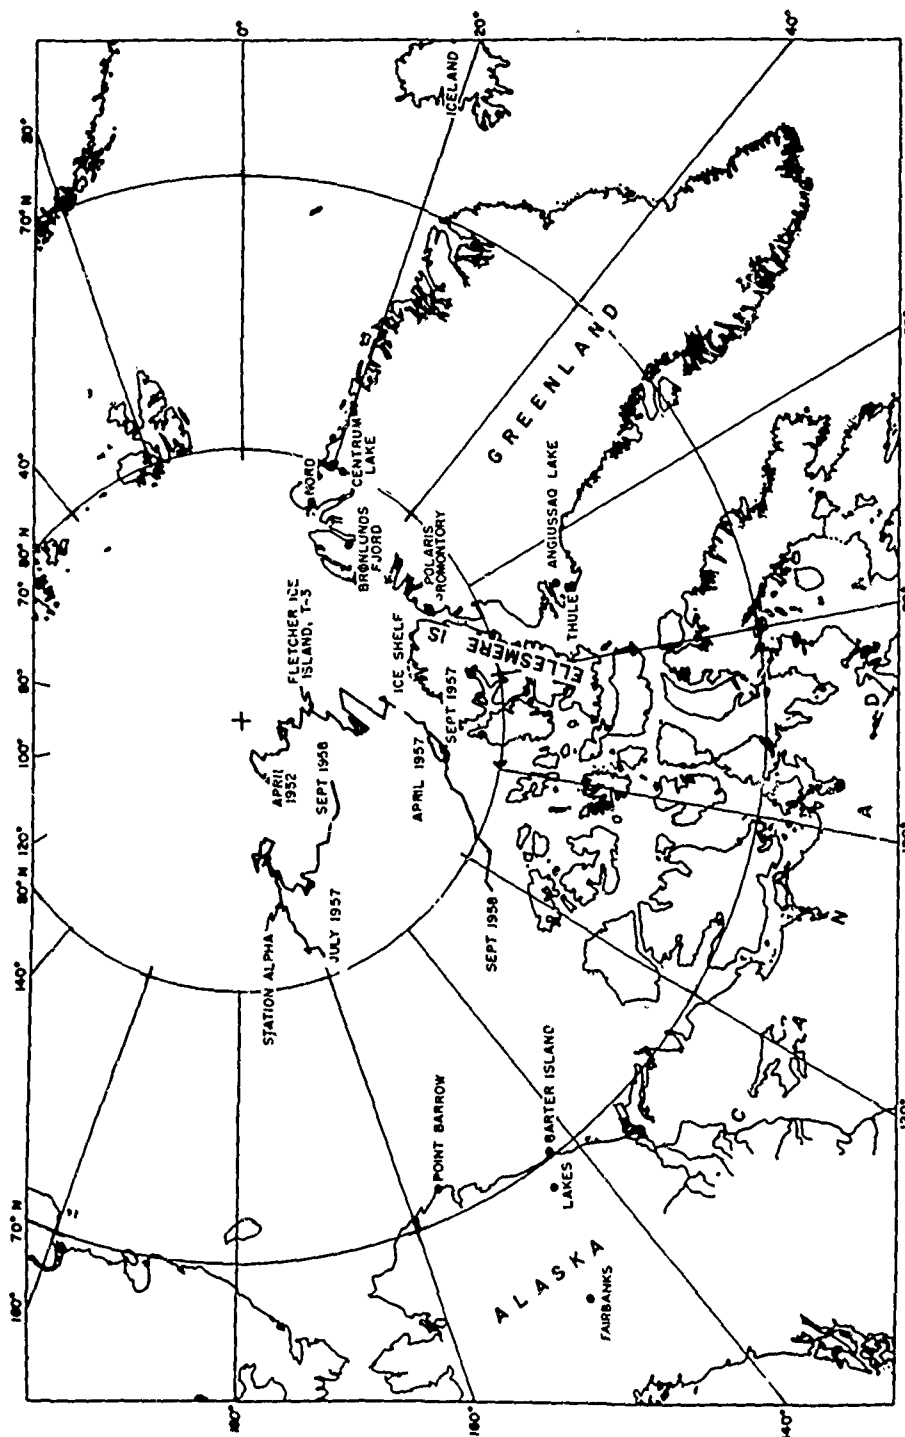 0°
20°
40°
20°
70° N
40°
80° N
70°
80°
100°
120°
80° N
140°
70° N
160°
180°
160°
140°
120°
ICELAND
GREENLAND
NORD
CENTRUM
LAKE
BRØNLUNDS
FJORD
POLARIS
PROMONTORY
ANGIUSSAQ LAKE
THULE
ELLESMERE IS
ICE SHELF
FLETCHER ICE
ISLAND, T-3
APRIL
1952
SEPT 1958
SEPT 1957
APRIL 1957
SEPT 1958
STATION ALPHA
JULY 1957
POINT BARROW
BARTER ISLAND
LAKES
ALASKA
FAIRBANKS
C A N A D A